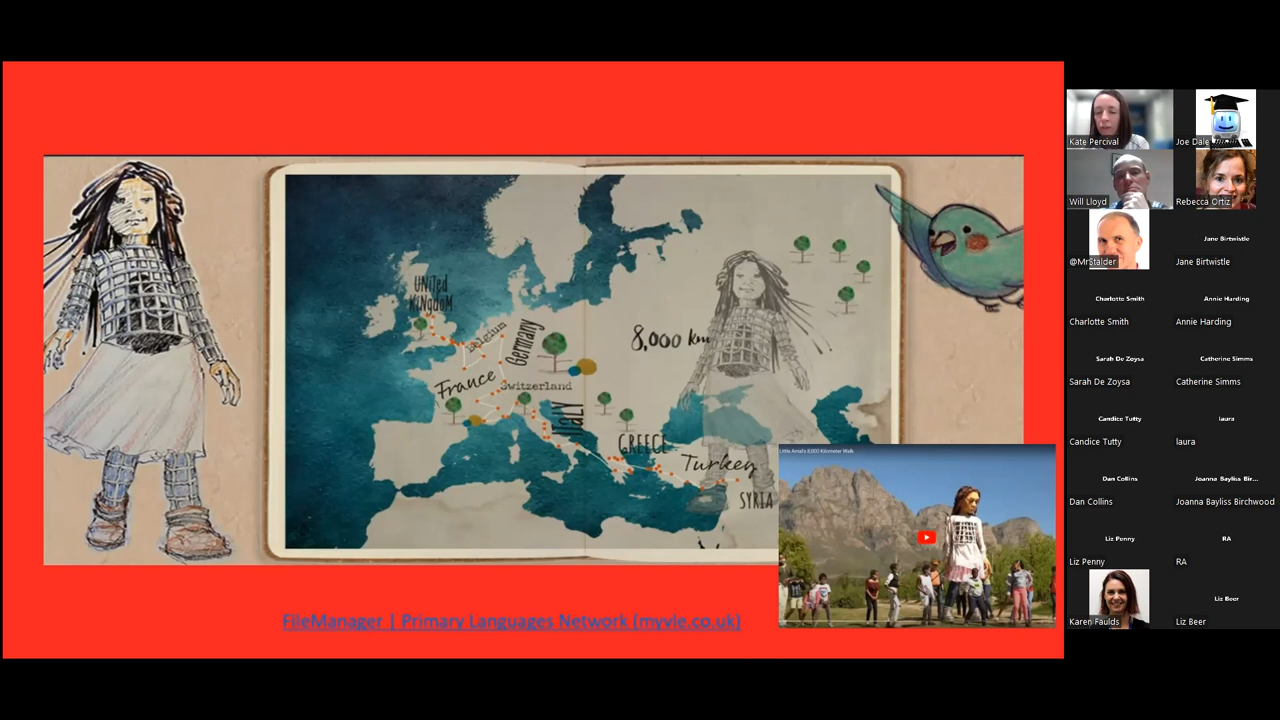 UNiTed
KiNgdoM
Belgium
Germany
France
Switzerland
iTaLY
8,000 km
GREECE
Turkey
SYRIA
Little Amal's 8,000 Kilometer Walk
FileManager | Primary Languages Network (myvle.co.uk)
Kate Percival
Joe Dale
Will Lloyd
Rebecca Ortiz
@MrStalder
Jane Birtwistle
Jane Birtwistle
Charlotte Smith
Charlotte Smith
Annie Harding
Annie Harding
Sarah De Zoysa
Sarah De Zoysa
Catherine Simms
Catherine Simms
Candice Tutty
Candice Tutty
laura
laura
Dan Collins
Dan Collins
Joanna Bayliss Bir...
Joanna Bayliss Birchwood
Liz Penny
Liz Penny
RA
RA
Karen Faulds
Liz Beer
Liz Beer